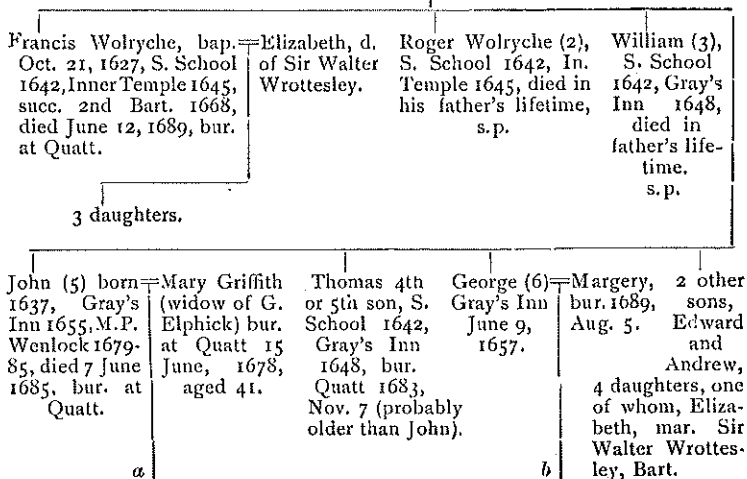 Francis Wolryche, bap.
Oct. 21, 1627, S. School
1642, Inner Temple 1645,
succ. 2nd Bart. 1668,
died June 12, 1689, bur.
at Quatt.
Elizabeth, d.
of Sir Walter
Wrottesley.
Roger Wolryche (2),
S. School 1642, In.
Temple 1645, died in
his father's lifetime,
s.p.
William (3),
S. School
1642, Gray's
Inn 1648,
died in
father's life-
time.
s.p.
3 daughters.
John (5) born
1637, Gray's
Inn 1655, M.P.
Wenlock 1679-
85, died 7 June
1685, bur. at
Quatt.
Mary Griffith
(widow of G.
Elphick) bur.
at Quatt 15
June, 1678,
aged 41.
a
Thomas 4th
or 5th son, S.
School 1642,
Gray's Inn
1648, bur.
Quatt 1683,
Nov. 7 (probably
older than John).
George (6)
Gray's Inn
June 9,
1657.
Margery,
bur. 1689,
Aug. 5.
b
2 other
sons,
Edward
and
Andrew,
4 daughters, one
of whom, Eliza-
beth, mar. Sir
Walter Wrottes-
ley, Bart.